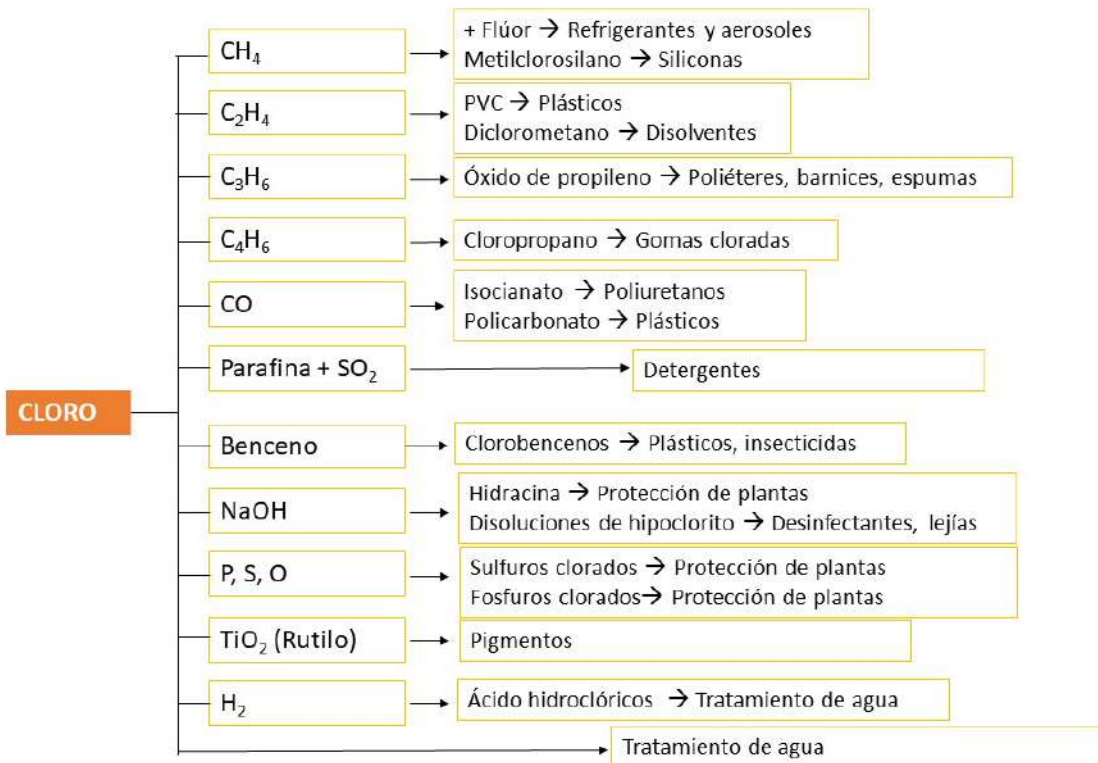 CH₄
+ Flúor → Refrigerantes y aerosoles
Metilclorosilano → Siliconas
C₂H₄
PVC → Plásticos
Diclorometano → Disolventes
C₃H₆
Óxido de propileno → Poliéteres, barnices, espumas
C₄H₆
Cloropropano → Gomas cloradas
CO
Isocianato → Poliuretanos
Policarbonato → Plásticos
Parafina + SO₂
Detergentes
CLORO
Benceno
Clorobencenos → Plásticos, insecticidas
NaOH
Hidracina → Protección de plantas
Disoluciones de hipoclorito → Desinfectantes, lejías
P, S, O
Sulfuros clorados → Protección de plantas
Fosfuros clorados→ Protección de plantas
TiO₂ (Rutilo)
Pigmentos
H₂
Ácido hidroclóricos → Tratamiento de agua
Tratamiento de agua